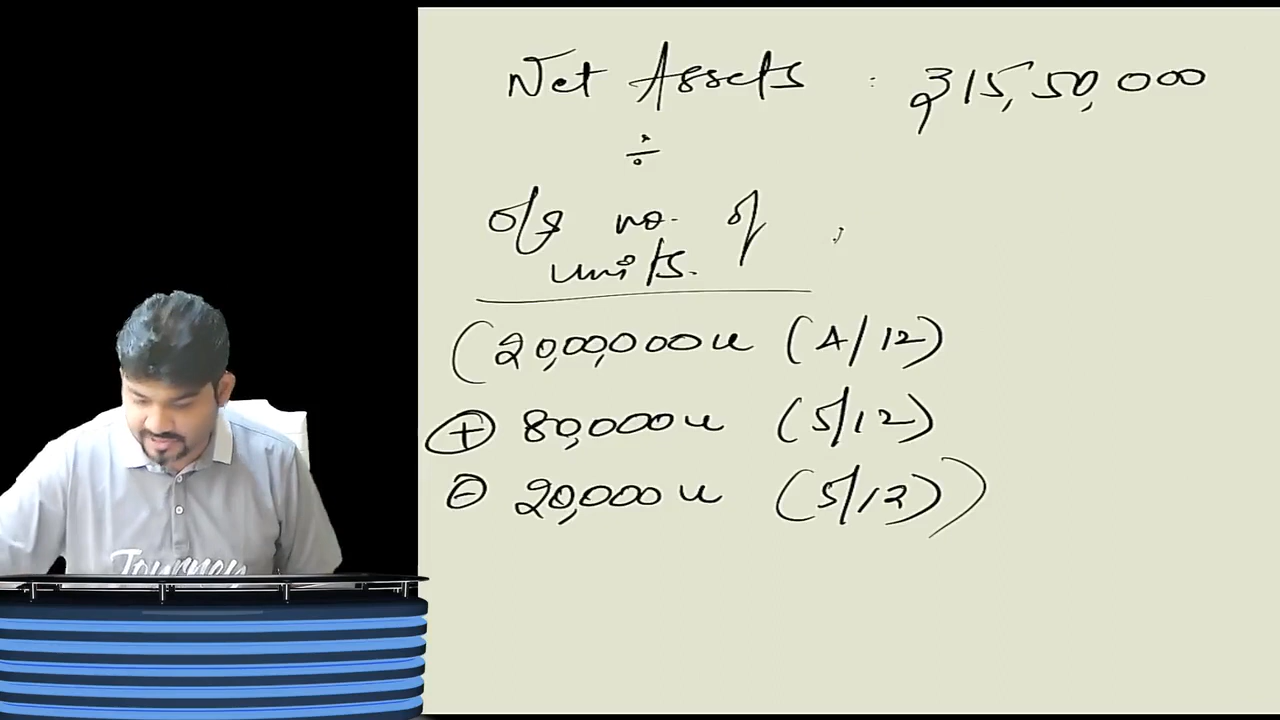 Net Assets : ₹15,50,000
÷
o/s no. of :
units.
(20,00,000 u (4/12)
+ 80,000 u (5/12)
- 20,000 u (5/12))
Journey